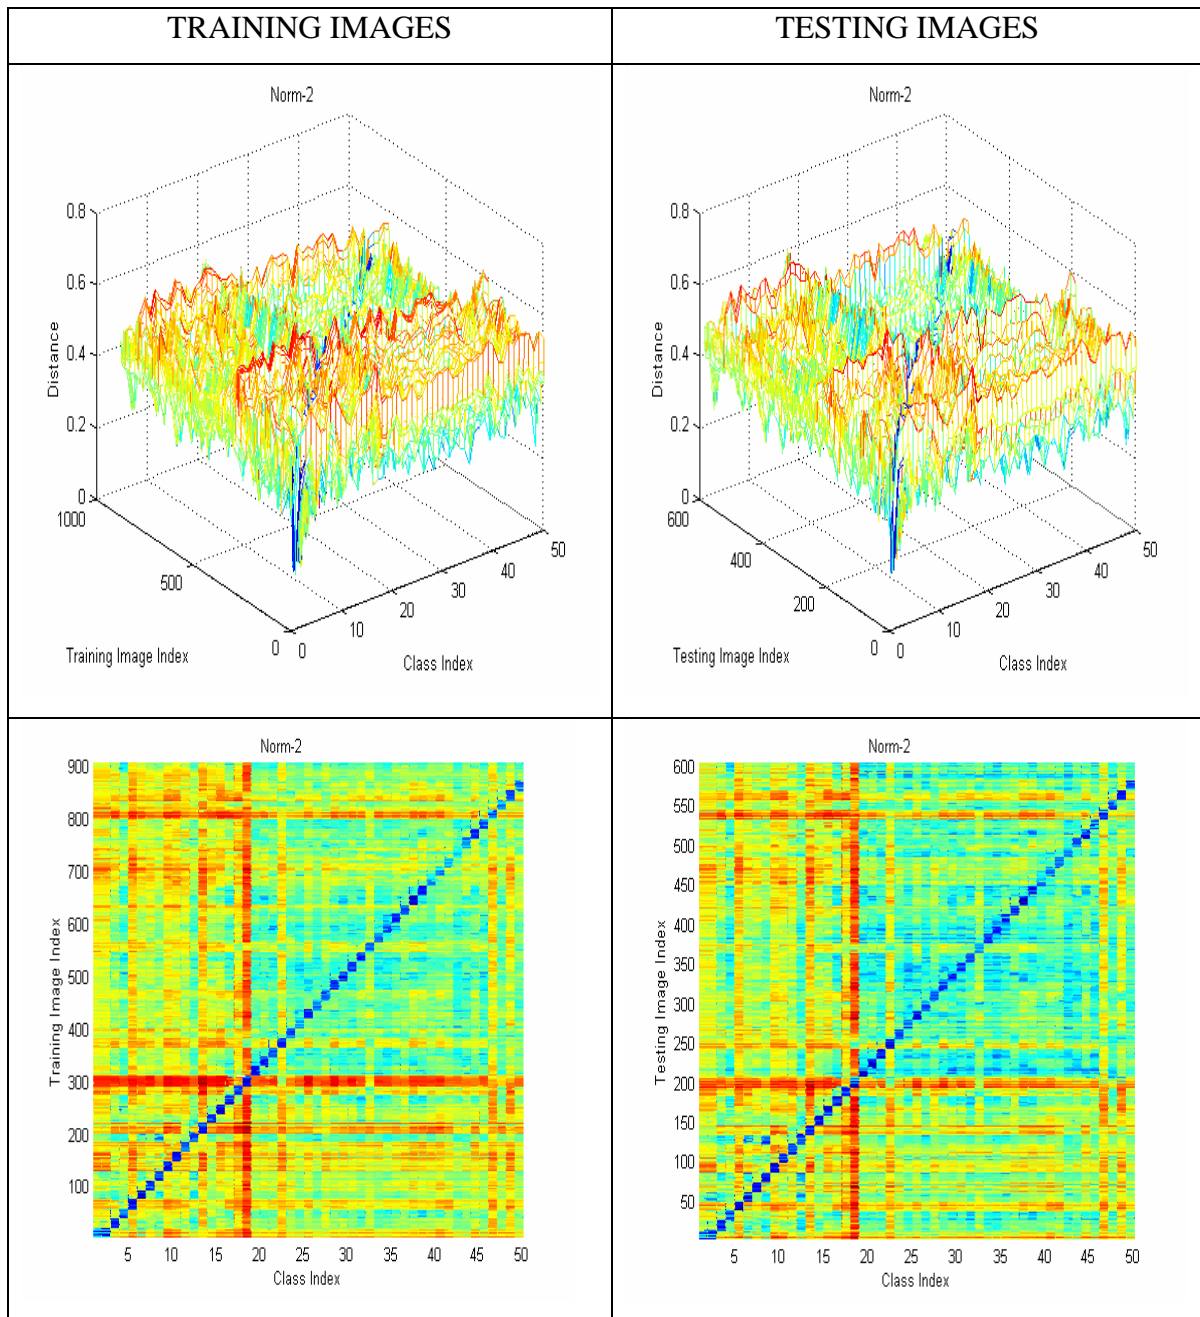 TRAINING IMAGES
TESTING IMAGES
Norm-2
0.8
0.6
0.4
0.2
0
Distance
1000
500
0
Training Image Index
0
10
20
30
40
50
Class Index
Norm-2
0.8
0.6
0.4
0.2
0
Distance
600
400
200
0
Testing Image Index
0
10
20
30
40
50
Class Index
Norm-2
900
800
700
600
500
400
300
200
100
Training Image Index
5 10 15 20 25 30 35 40 45 50
Class Index
Norm-2
600
550
500
450
400
350
300
250
200
150
100
50
Testing Image Index
5 10 15 20 25 30 35 40 45 50
Class Index